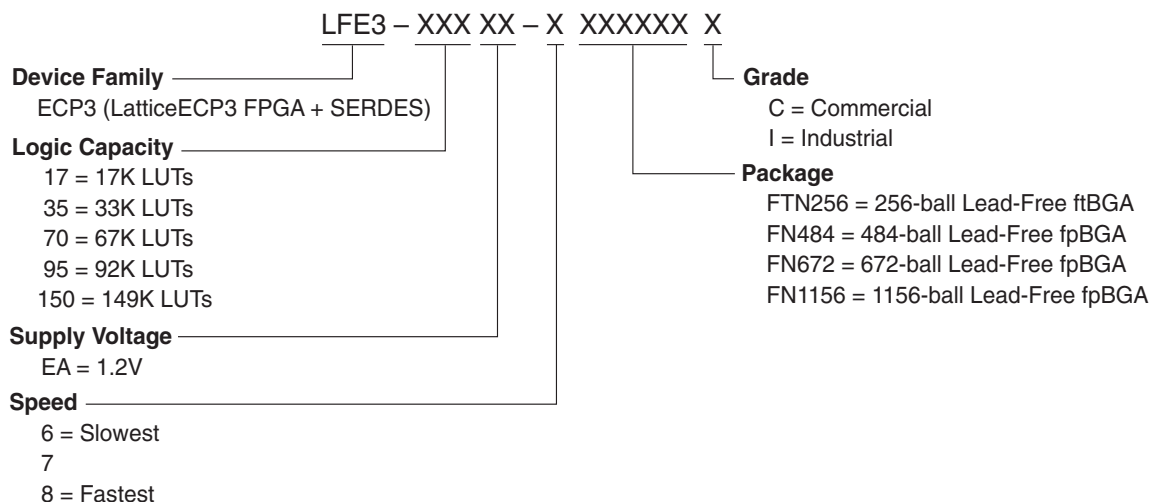 LFE3 – XXX XX – X XXXXXX X
Device Family
ECP3 (LatticeECP3 FPGA + SERDES)
Logic Capacity
17 = 17K LUTs
35 = 33K LUTs
70 = 67K LUTs
95 = 92K LUTs
150 = 149K LUTs
Supply Voltage
EA = 1.2V
Speed
6 = Slowest
7
8 = Fastest
Grade
C = Commercial
I = Industrial
Package
FTN256 = 256-ball Lead-Free ftBGA
FN484 = 484-ball Lead-Free fpBGA
FN672 = 672-ball Lead-Free fpBGA
FN1156 = 1156-ball Lead-Free fpBGA